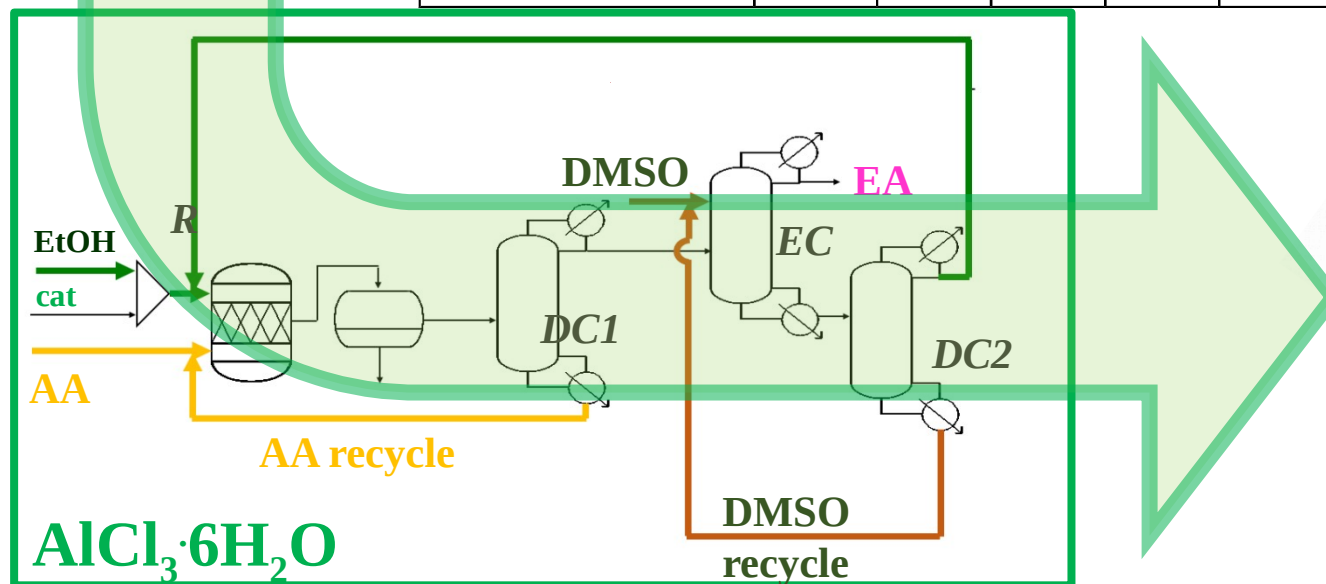 DMSO
EA
R
EtOH
EC
cat
DC1
DC2
AA
AA recycle
DMSO
recycle
AlCl₃·6H₂O